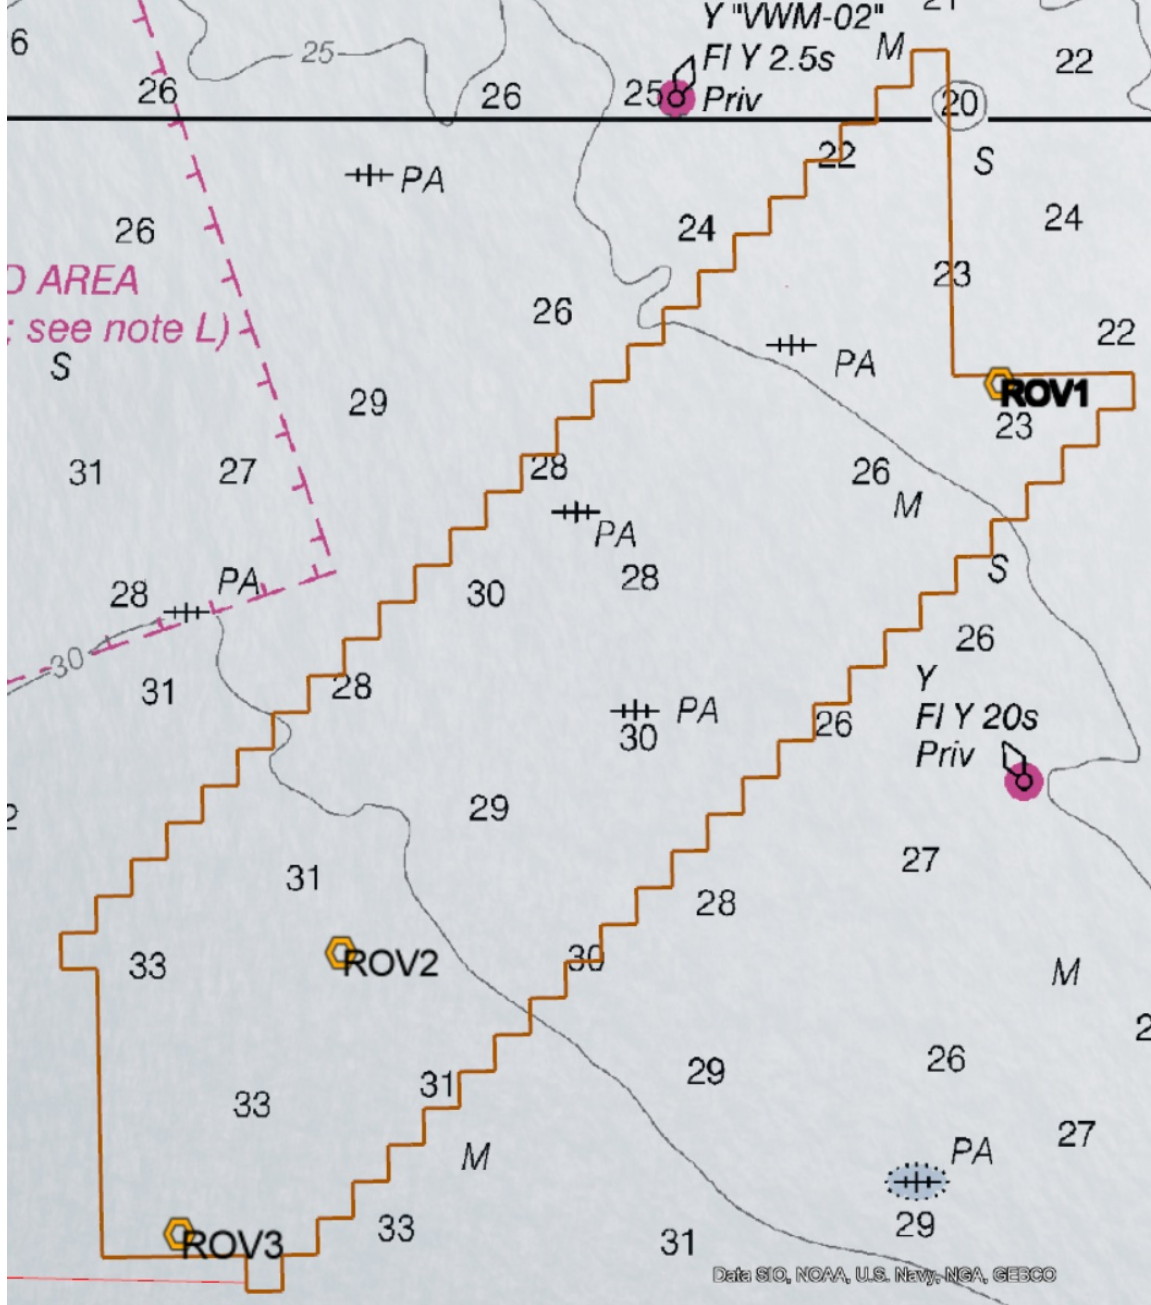 Y "VWM-02"
21
6
25
M
Fl Y 2.5s
22
26
26
25
Priv
20
22
S
PA
26
24
24
D AREA
23
26
; see note L)
22
S
PA
29
ROV1
23
31
27
28
26
M
PA
28
PA
28
30
S
26
30
31
28
Y
PA
Fl Y 20s
30
26
Priv
29
31
27
28
33
30
ROV2
M
29
26
31
33
27
M
PA
33
29
ROV3
31
Data SIO, NOAA, U.S. Navy, NGA, GEBCO